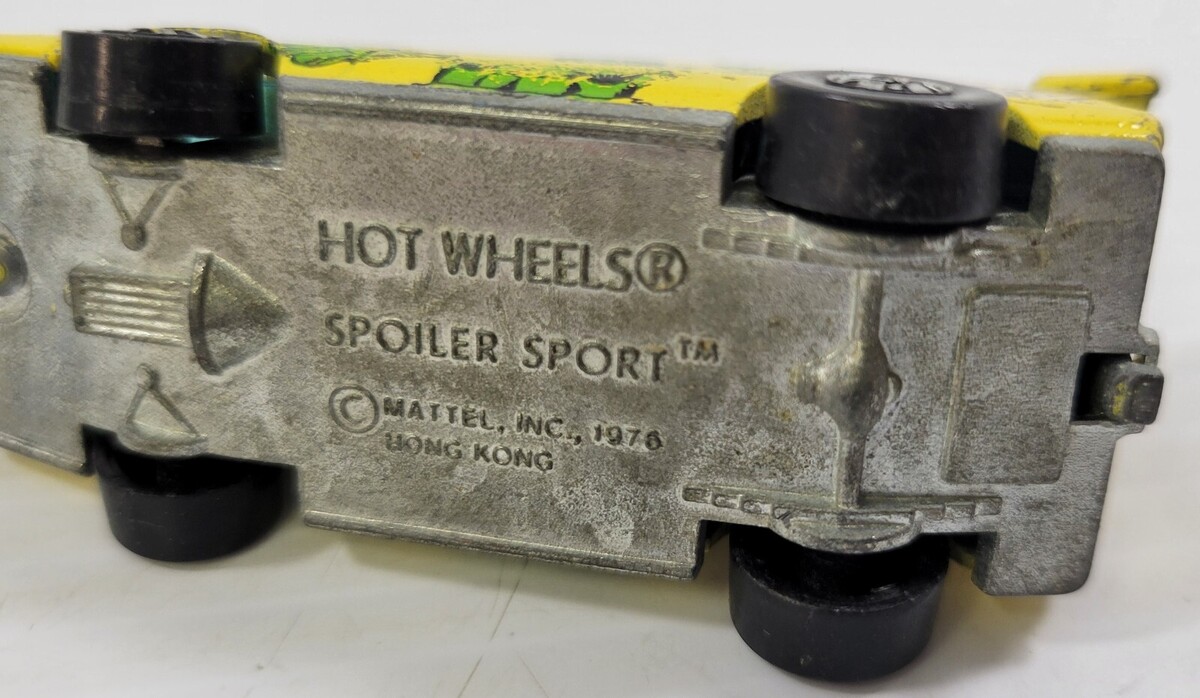 HOT WHEELS®
SPOILER SPORT™
© MATTEL, INC., 1976
HONG KONG